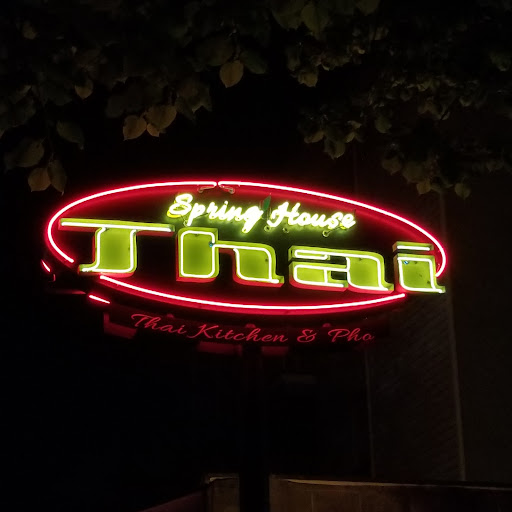 Spring House
Thai
Thai Kitchen & Pho